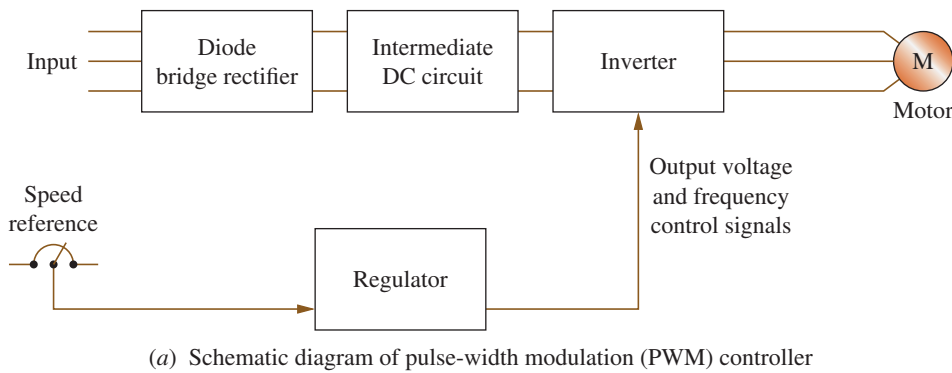 Input
Diode
bridge rectifier
Intermediate
DC circuit
Inverter
M
Motor
Output voltage
and frequency
control signals
Speed
reference
Regulator
(a) Schematic diagram of pulse-width modulation (PWM) controller